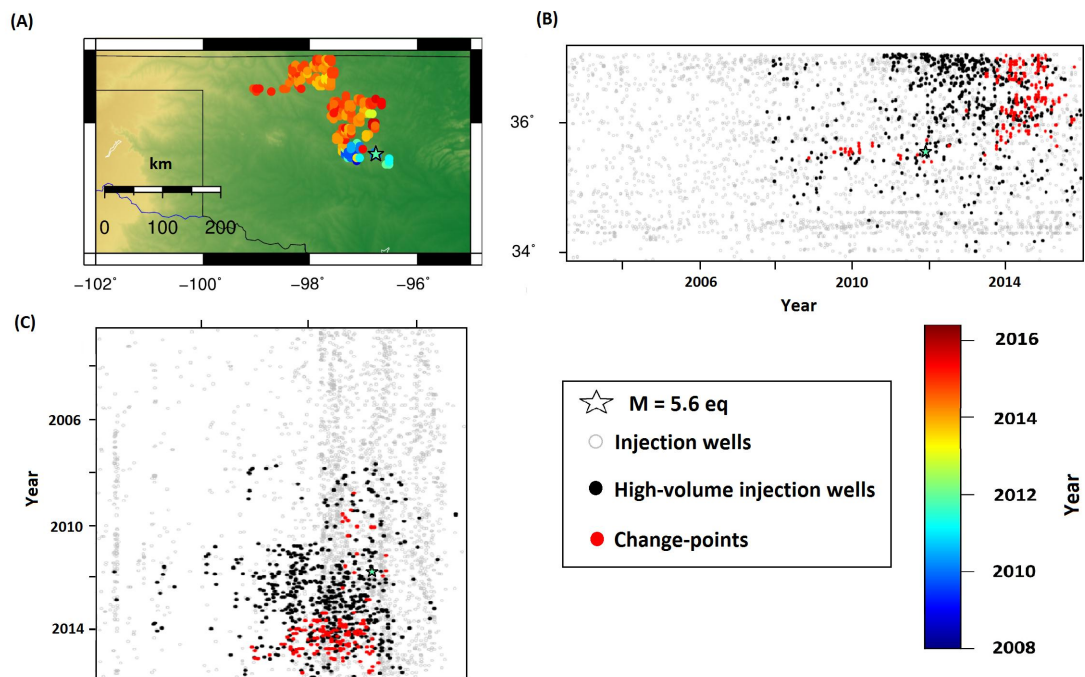 (A)
km
0 100 200
−102˚ −100 −98 −96˚
(B)
36˚
34˚
2006 2010 2014
Year
(C)
2006
2010
2014
Year
M = 5.6 eq
Injection wells
High-volume injection wells
Change-points
2016
2014
2012
2010
2008
Year